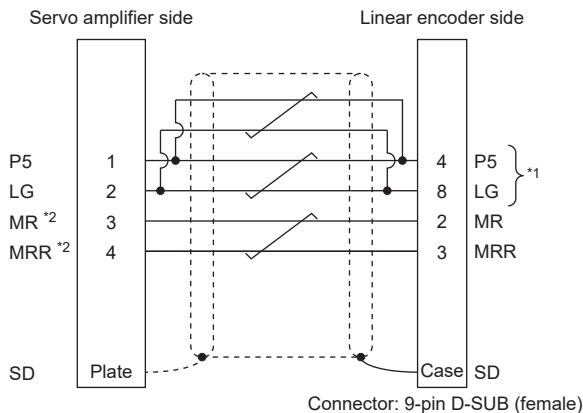 Servo amplifier side Linear encoder side
P5 1 4 P5
LG 2 8 LG *1
MR *2 3 2 MR
MRR *2 4 3 MRR
SD Plate Case SD
Connector: 9-pin D-SUB (female)